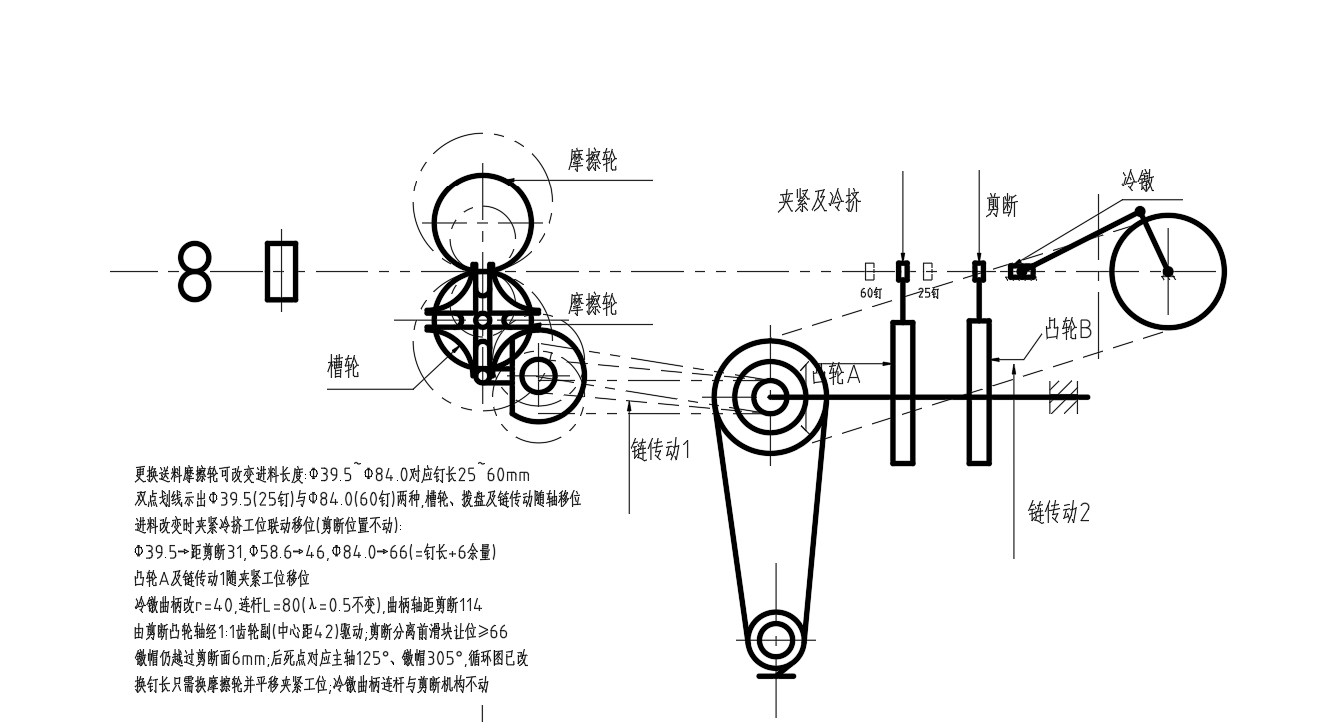 摩擦轮
冷镦
夹紧及冷挤
剪断
60钉
25钉
摩擦轮
凸轮B
槽轮
凸轮A
链传动1
链传动2
更换送料摩擦轮可改变进料长度:Φ39.5~Φ84.0对应钉长25~60mm
双点划线示出Φ39.5(25钉)与Φ84.0(60钉)两种,槽轮、拨盘及链传动随轴移位
进料改变时夹紧冷挤工位联动移位(剪断位置不动):
Φ39.5→距剪断31,Φ58.6→46,Φ84.0→66(=钉长+6余量)
凸轮A及链传动1随夹紧工位移位
冷镦曲柄改r=40,连杆L=80(λ=0.5不变),曲柄轴距剪断114
由剪断凸轮轴经1:1齿轮副(中心距42)驱动;剪断分离前滑块让位≥66
镦帽仍越过剪断面6mm;后死点对应主轴125°、镦帽305°,循环图已改
换钉长只需换摩擦轮并平移夹紧工位;冷镦曲柄连杆与剪断机构不动